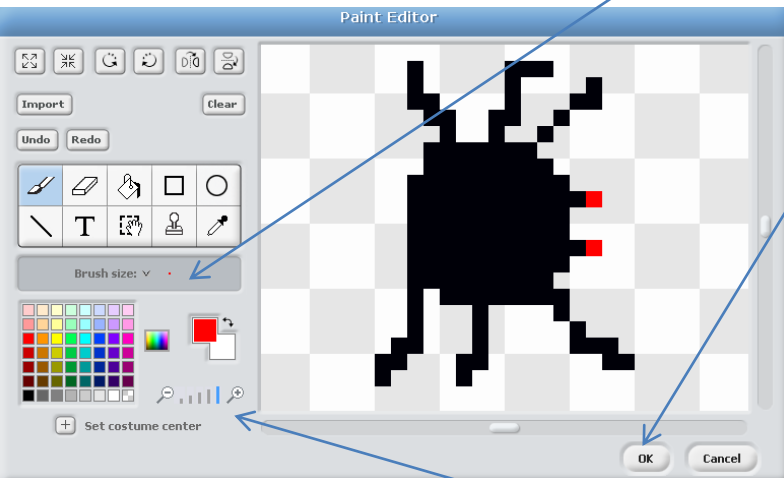 Paint Editor
Import
Clear
Undo
Redo
T
Brush size:
Set costume center
OK
Cancel